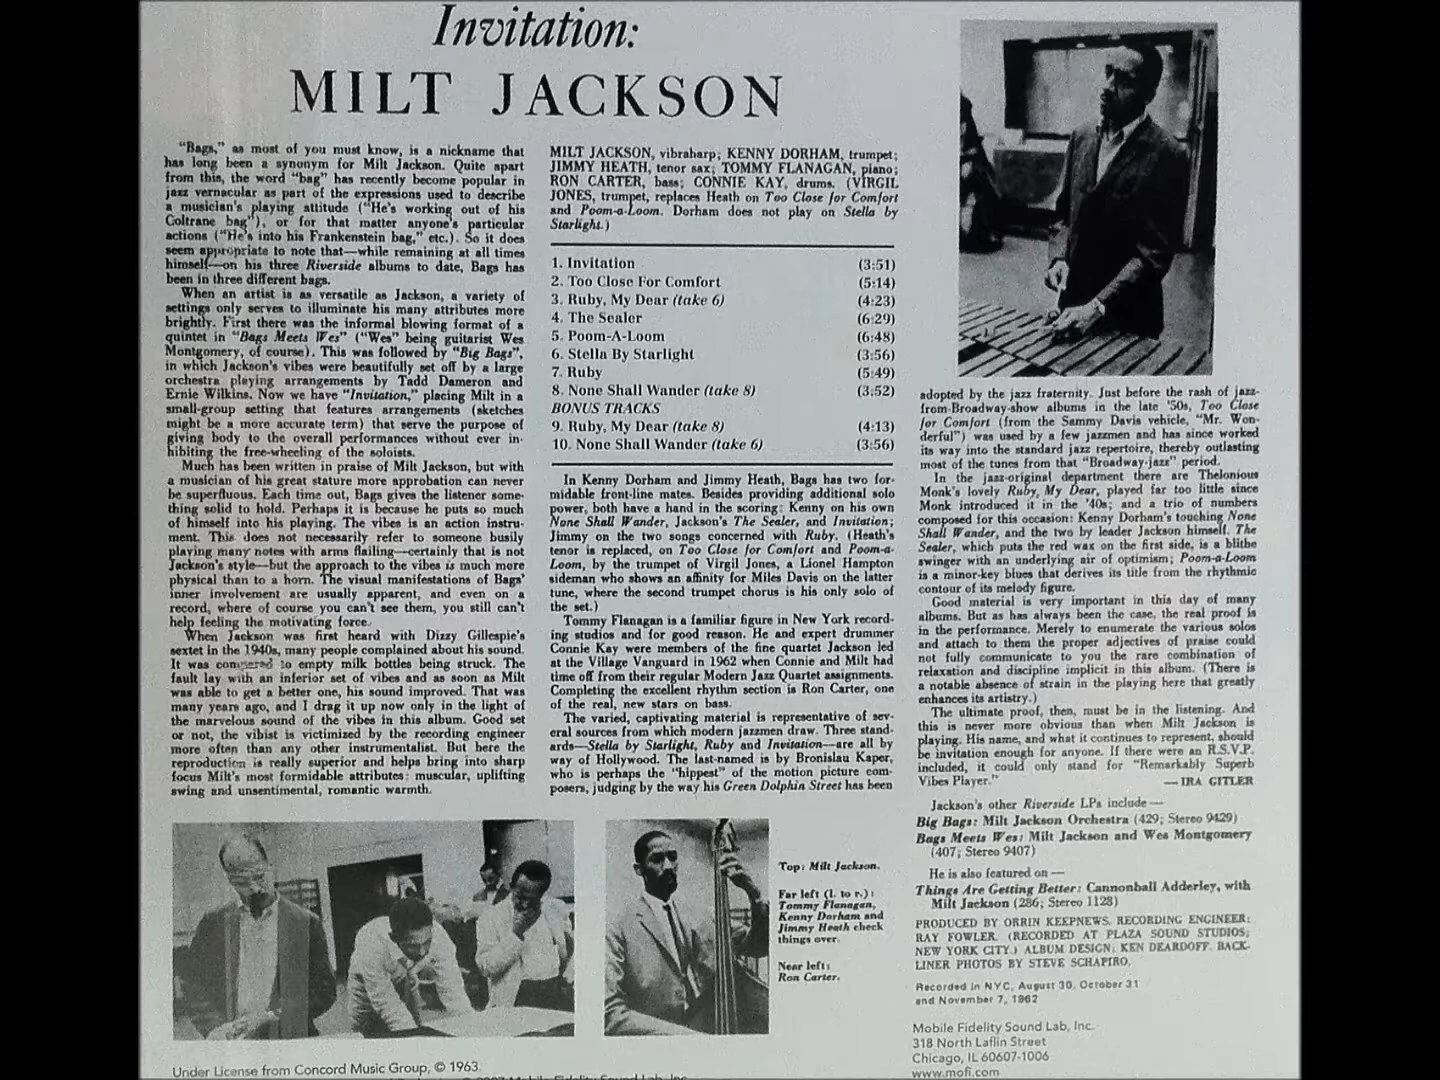 Invitation:
MILT JACKSON
"Bags," as most of you must know, is a nickname that
has long been a synonym for Milt Jackson. Quite apart
from this, the word "bag" has recently become popular in
jazz vernacular as part of the expressions used to describe
a musician's playing attitude ("He's working out of his
Coltrane bag"), or for that matter anyone's particular
actions ("He's into his Frankenstein bag," etc.). So it does
seem appropriate to note that—while remaining at all times
himself—on his three Riverside albums to date, Bags has
been in three different bags.
When an artist is as versatile as Jackson, a variety of
settings only serves to illuminate his many attributes more
brightly. First there was the informal blowing format of a
quintet in "Bags Meets Wes" ("Wes" being guitarist Wes
Montgomery, of course). This was followed by "Big Bags",
in which Jackson's vibes were beautifully set off by a large
orchestra playing arrangements by Tadd Dameron and
Ernie Wilkins. Now we have "Invitation," placing Milt in a
small-group setting that features arrangements (sketches
might be a more accurate term) that serve the purpose of
giving body to the overall performances without ever in-
hibiting the free-wheeling of the soloists.
Much has been written in praise of Milt Jackson, but with
a musician of his great stature more approbation can never
be superfluous. Each time out, Bags gives the listener some-
thing solid to hold. Perhaps it is because he puts so much
of himself into his playing. The vibes is an action instru-
ment. This does not necessarily refer to someone busily
playing many notes with arms flailing—certainly that is not
Jackson's style—but the approach to the vibes is much more
physical than to a horn. The visual manifestations of Bags'
inner involvement are usually apparent, and even on a
record, where of course you can't see them, you still can't
help feeling the motivating force.
When Jackson was first heard with Dizzy Gillespie's
sextet in the 1940s, many people complained about his sound.
It was compared to empty milk bottles being struck. The
fault lay with an inferior set of vibes and as soon as Milt
was able to get a better one, his sound improved. That was
many years ago, and I drag it up now only in the light of
the marvelous sound of the vibes in this album. Good set
or not, the vibist is victimized by the recording engineer
more often than any other instrumentalist. But here the
reproduction is really superior and helps bring into sharp
focus Milt's most formidable attributes: muscular, uplifting
swing and unsentimental, romantic warmth.
MILT JACKSON, vibraharp; KENNY DORHAM, trumpet;
JIMMY HEATH, tenor sax; TOMMY FLANAGAN, piano;
RON CARTER, bass; CONNIE KAY, drums. (VIRGIL
JONES, trumpet, replaces Heath on Too Close for Comfort
and Poom-a-Loom. Dorham does not play on Stella by
Starlight.)
1. Invitation (3:51)
2. Too Close For Comfort (5:14)
3. Ruby, My Dear (take 6) (4:23)
4. The Sealer (6:29)
5. Poom-A-Loom (6:48)
6. Stella By Starlight (3:56)
7. Ruby (5:49)
8. None Shall Wander (take 8) (3:52)
BONUS TRACKS
9. Ruby, My Dear (take 8) (4:13)
10. None Shall Wander (take 6) (3:56)
In Kenny Dorham and Jimmy Heath, Bags has two for-
midable front-line mates. Besides providing additional solo
power, both have a hand in the scoring: Kenny on his own
None Shall Wander, Jackson's The Sealer, and Invitation;
Jimmy on the two songs concerned with Ruby. (Heath's
tenor is replaced, on Too Close for Comfort and Poom-a-
Loom, by the trumpet of Virgil Jones, a Lionel Hampton
sideman who shows an affinity for Miles Davis on the latter
tune, where the second trumpet chorus is his only solo of
the set.)
Tommy Flanagan is a familiar figure in New York record-
ing studios and for good reason. He and expert drummer
Connie Kay were members of the fine quartet Jackson led
at the Village Vanguard in 1962 when Connie and Milt had
time off from their regular Modern Jazz Quartet assignments.
Completing the excellent rhythm section is Ron Carter, one
of the real, new stars on bass.
The varied, captivating material is representative of sev-
eral sources from which modern jazzmen draw. Three stand-
ards—Stella by Starlight, Ruby and Invitation—are all by
way of Hollywood. The last-named is by Bronislau Kaper,
who is perhaps the "hippest" of the motion picture com-
posers, judging by the way his Green Dolphin Street has been
adopted by the jazz fraternity. Just before the rash of jazz-
from-Broadway-show albums in the late '50s, Too Close
for Comfort (from the Sammy Davis vehicle, "Mr. Won-
derful") was used by a few jazzmen and has since worked
its way into the standard jazz repertoire, thereby outlasting
most of the tunes from that "Broadway-jazz" period.
In the jazz-original department there are Thelonious
Monk's lovely Ruby, My Dear, played far too little since
Monk introduced it in the '40s; and a trio of numbers
composed for this occasion: Kenny Dorham's touching None
Shall Wander, and the two by leader Jackson himself. The
Sealer, which puts the red wax on the first side, is a blithe
swinger with an underlying air of optimism; Poom-a-Loom
is a minor-key blues that derives its title from the rhythmic
contour of its melody figure.
Good material is very important in this day of many
albums. But as has always been the case, the real proof is
in the performance. Merely to enumerate the various solos
and attach to them the proper adjectives of praise could
not fully communicate to you the rare combination of
relaxation and discipline implicit in this album. (There is
a notable absence of strain in the playing here that greatly
enhances its artistry.)
The ultimate proof, then, must be in the listening. And
this is never more obvious than when Milt Jackson is
playing. His name, and what it continues to represent, should
be invitation enough for anyone. If there were an R.S.V.P.
included, it could only stand for "Remarkably Superb
Vibes Player."
— IRA GITLER
Jackson's other Riverside LPs include —
Big Bags: Milt Jackson Orchestra (429; Stereo 9429)
Bags Meets Wes: Milt Jackson and Wes Montgomery
(407; Stereo 9407)
He is also featured on —
Things Are Getting Better: Cannonball Adderley, with
Milt Jackson (286; Stereo 1128)
PRODUCED BY ORRIN KEEPNEWS. RECORDING ENGINEER:
RAY FOWLER. (RECORDED AT PLAZA SOUND STUDIOS;
NEW YORK CITY.) ALBUM DESIGN: KEN DEARDOFF. BACK-
LINER PHOTOS BY STEVE SCHAPIRO.
Recorded in NYC, August 30, October 31
and November 7, 1962
Mobile Fidelity Sound Lab, Inc.
318 North Laflin Street
Chicago, IL 60607-1006
www.mofi.com
Top: Milt Jackson.
Far left (l. to r.):
Tommy Flanagan,
Kenny Dorham and
Jimmy Heath check
things over.
Near left:
Ron Carter.
Under License from Concord Music Group, © 1963